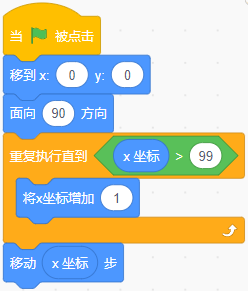 当 被点击
移到 x: 0 y: 0
面向 90 方向
重复执行直到 x 坐标 > 99
将x坐标增加 1
移动 x 坐标 步